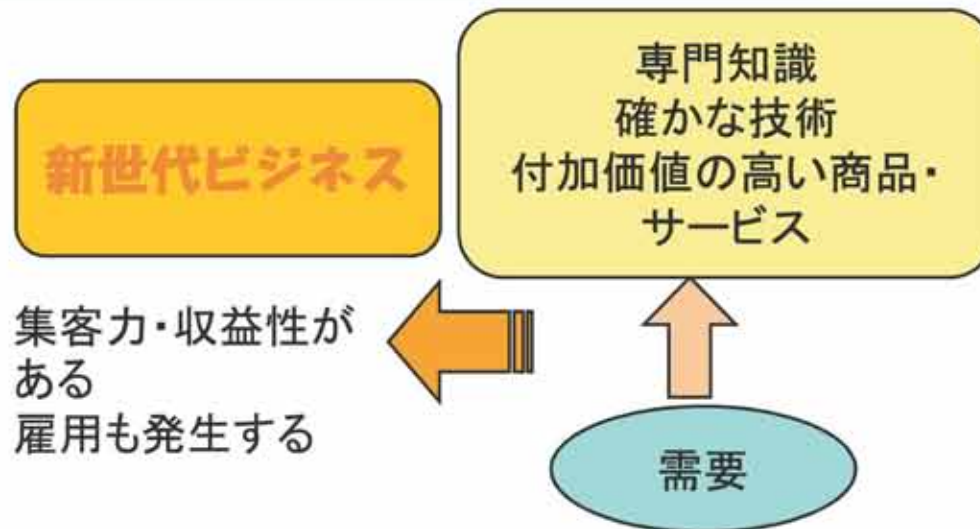 新世代ビジネス
専門知識
確かな技術
付加価値の高い商品・
サービス
集客力・収益性が
ある
雇用も発生する
需要